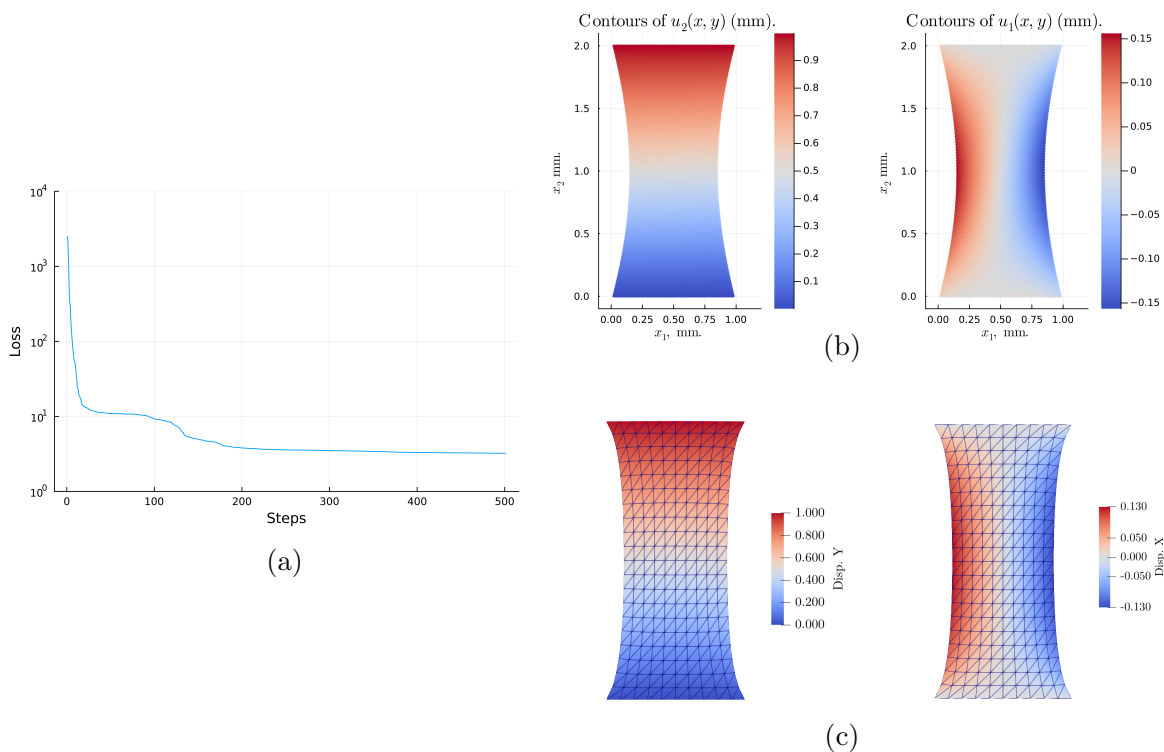 10^4
10^3
10^2
10^1
10^0
Loss
0 100 200 300 400 500
Steps
(a)
Contours of u_2(x, y) (mm).
2.0
1.5
1.0
0.5
0.0
x_2 mm.
0.00 0.25 0.50 0.75 1.00
x_1, mm.
0.9
0.8
0.7
0.6
0.5
0.4
0.3
0.2
0.1
Contours of u_1(x, y) (mm).
2.0
1.5
1.0
0.5
0.0
x_2 mm.
0.00 0.25 0.50 0.75 1.00
x_1, mm.
0.15
0.10
0.05
0
−0.05
−0.10
−0.15
(b)
1.000
0.800
0.600
0.400
0.200
0.000
Disp. Y
0.130
0.050
0.000
-0.050
-0.130
Disp. X
(c)